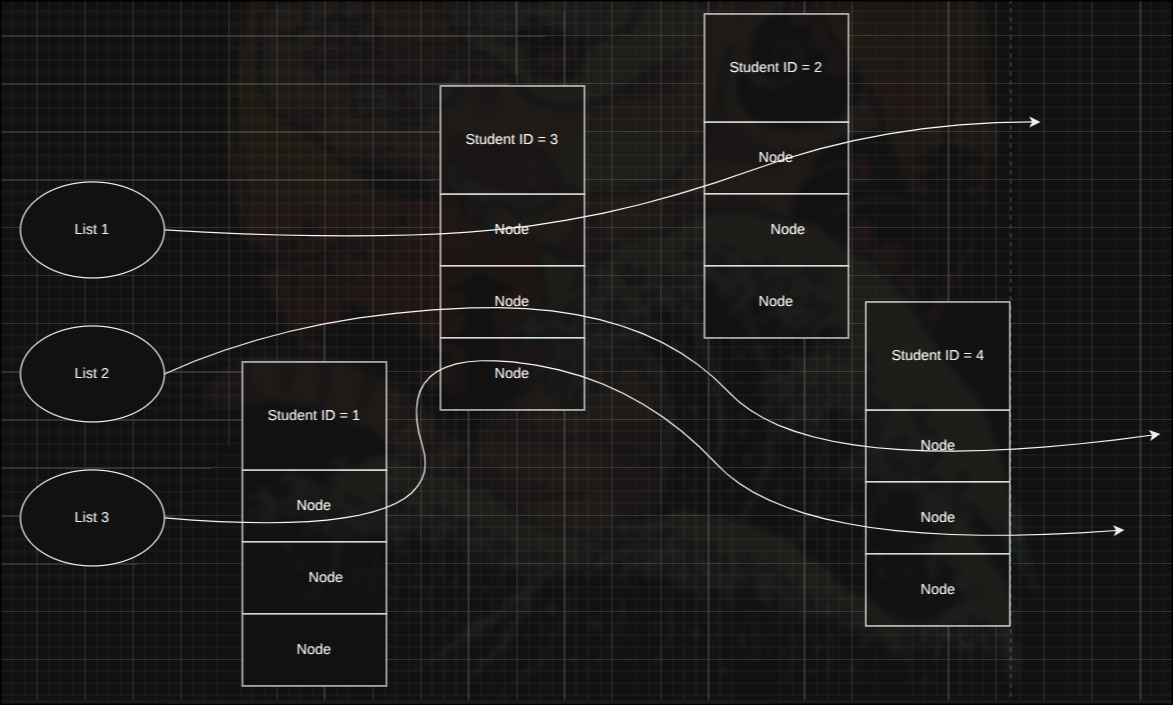 List 1
List 2
List 3
Student ID = 1
Node
Node
Node
Student ID = 3
Node
Node
Node
Student ID = 2
Node
Node
Node
Student ID = 4
Node
Node
Node